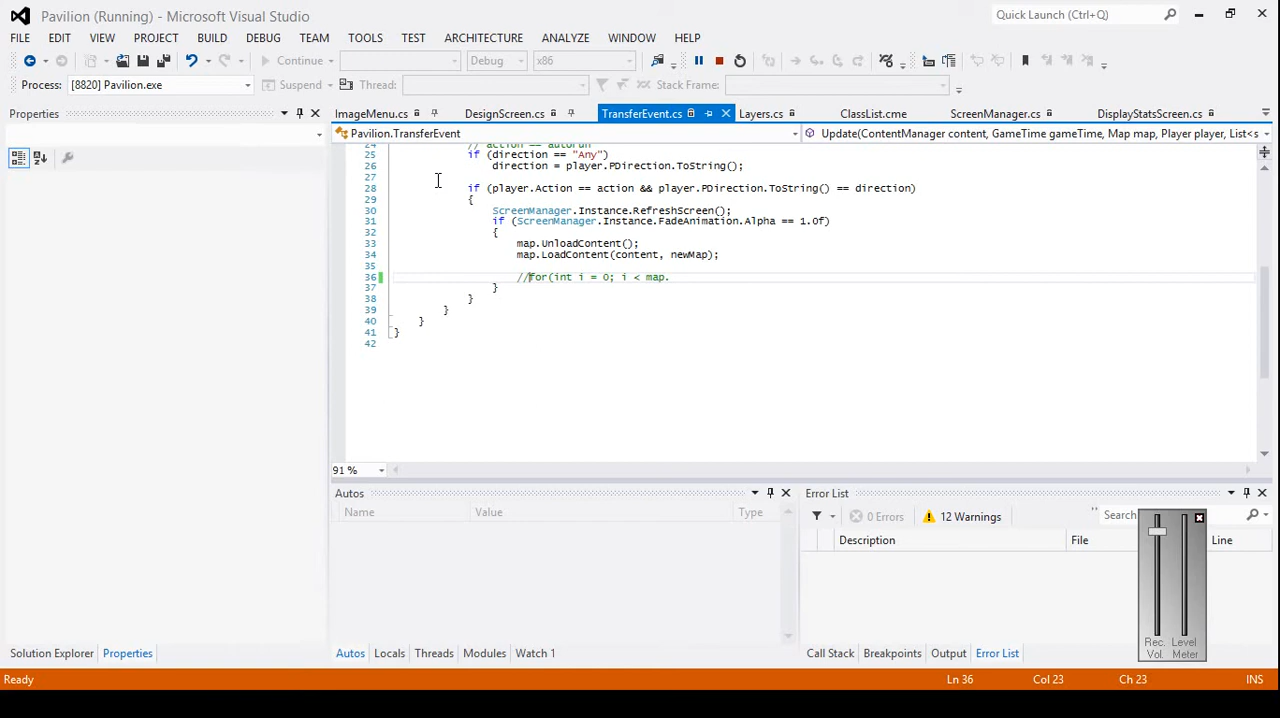 Pavilion (Running) - Microsoft Visual Studio
Quick Launch (Ctrl+Q)
FILE EDIT VIEW PROJECT BUILD DEBUG TEAM TOOLS TEST ARCHITECTURE ANALYZE WINDOW HELP
Continue Debug x86
Process: [8820] Pavilion.exe Suspend Thread: Stack Frame:
Properties
ImageMenu.cs DesignScreen.cs TransferEvent.cs Layers.cs ClassList.cme ScreenManager.cs DisplayStatsScreen.cs
Pavilion.TransferEvent Update(ContentManager content, GameTime gameTime, Map map, Player player, List<s
24 // action == autorun
25 if (direction == "Any")
26 direction = player.PDirection.ToString();
27
28 if (player.Action == action && player.PDirection.ToString() == direction)
29 {
30 ScreenManager.Instance.RefreshScreen();
31 if (ScreenManager.Instance.FadeAnimation.Alpha == 1.0f)
32 {
33 map.UnloadContent();
34 map.LoadContent(content, newMap);
35
36 //for(int i = 0; i < map.
37 }
38 }
39 }
40 }
41 }
42
91 %
Autos
Name Value Type
Error List
0 Errors 12 Warnings Search
Description File Line
Rec. Vol. Level Meter
Solution Explorer Properties
Autos Locals Threads Modules Watch 1
Call Stack Breakpoints Output Error List
Ready Ln 36 Col 23 Ch 23 INS